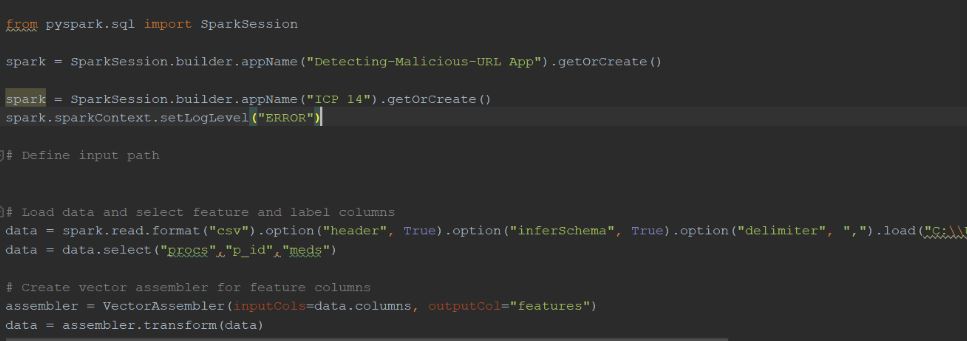 from pyspark.sql import SparkSession
spark = SparkSession.builder.appName("Detecting-Malicious-URL App").getOrCreate()
spark = SparkSession.builder.appName("ICP 14").getOrCreate()
spark.sparkContext.setLogLevel("ERROR")
# Define input path
# Load data and select feature and label columns
data = spark.read.format("csv").option("header", True).option("inferSchema", True).option("delimiter", ",").load("C:\\
data = data.select("procs","p_id","meds")
# Create vector assembler for feature columns
assembler = VectorAssembler(inputCols=data.columns, outputCol="features")
data = assembler.transform(data)